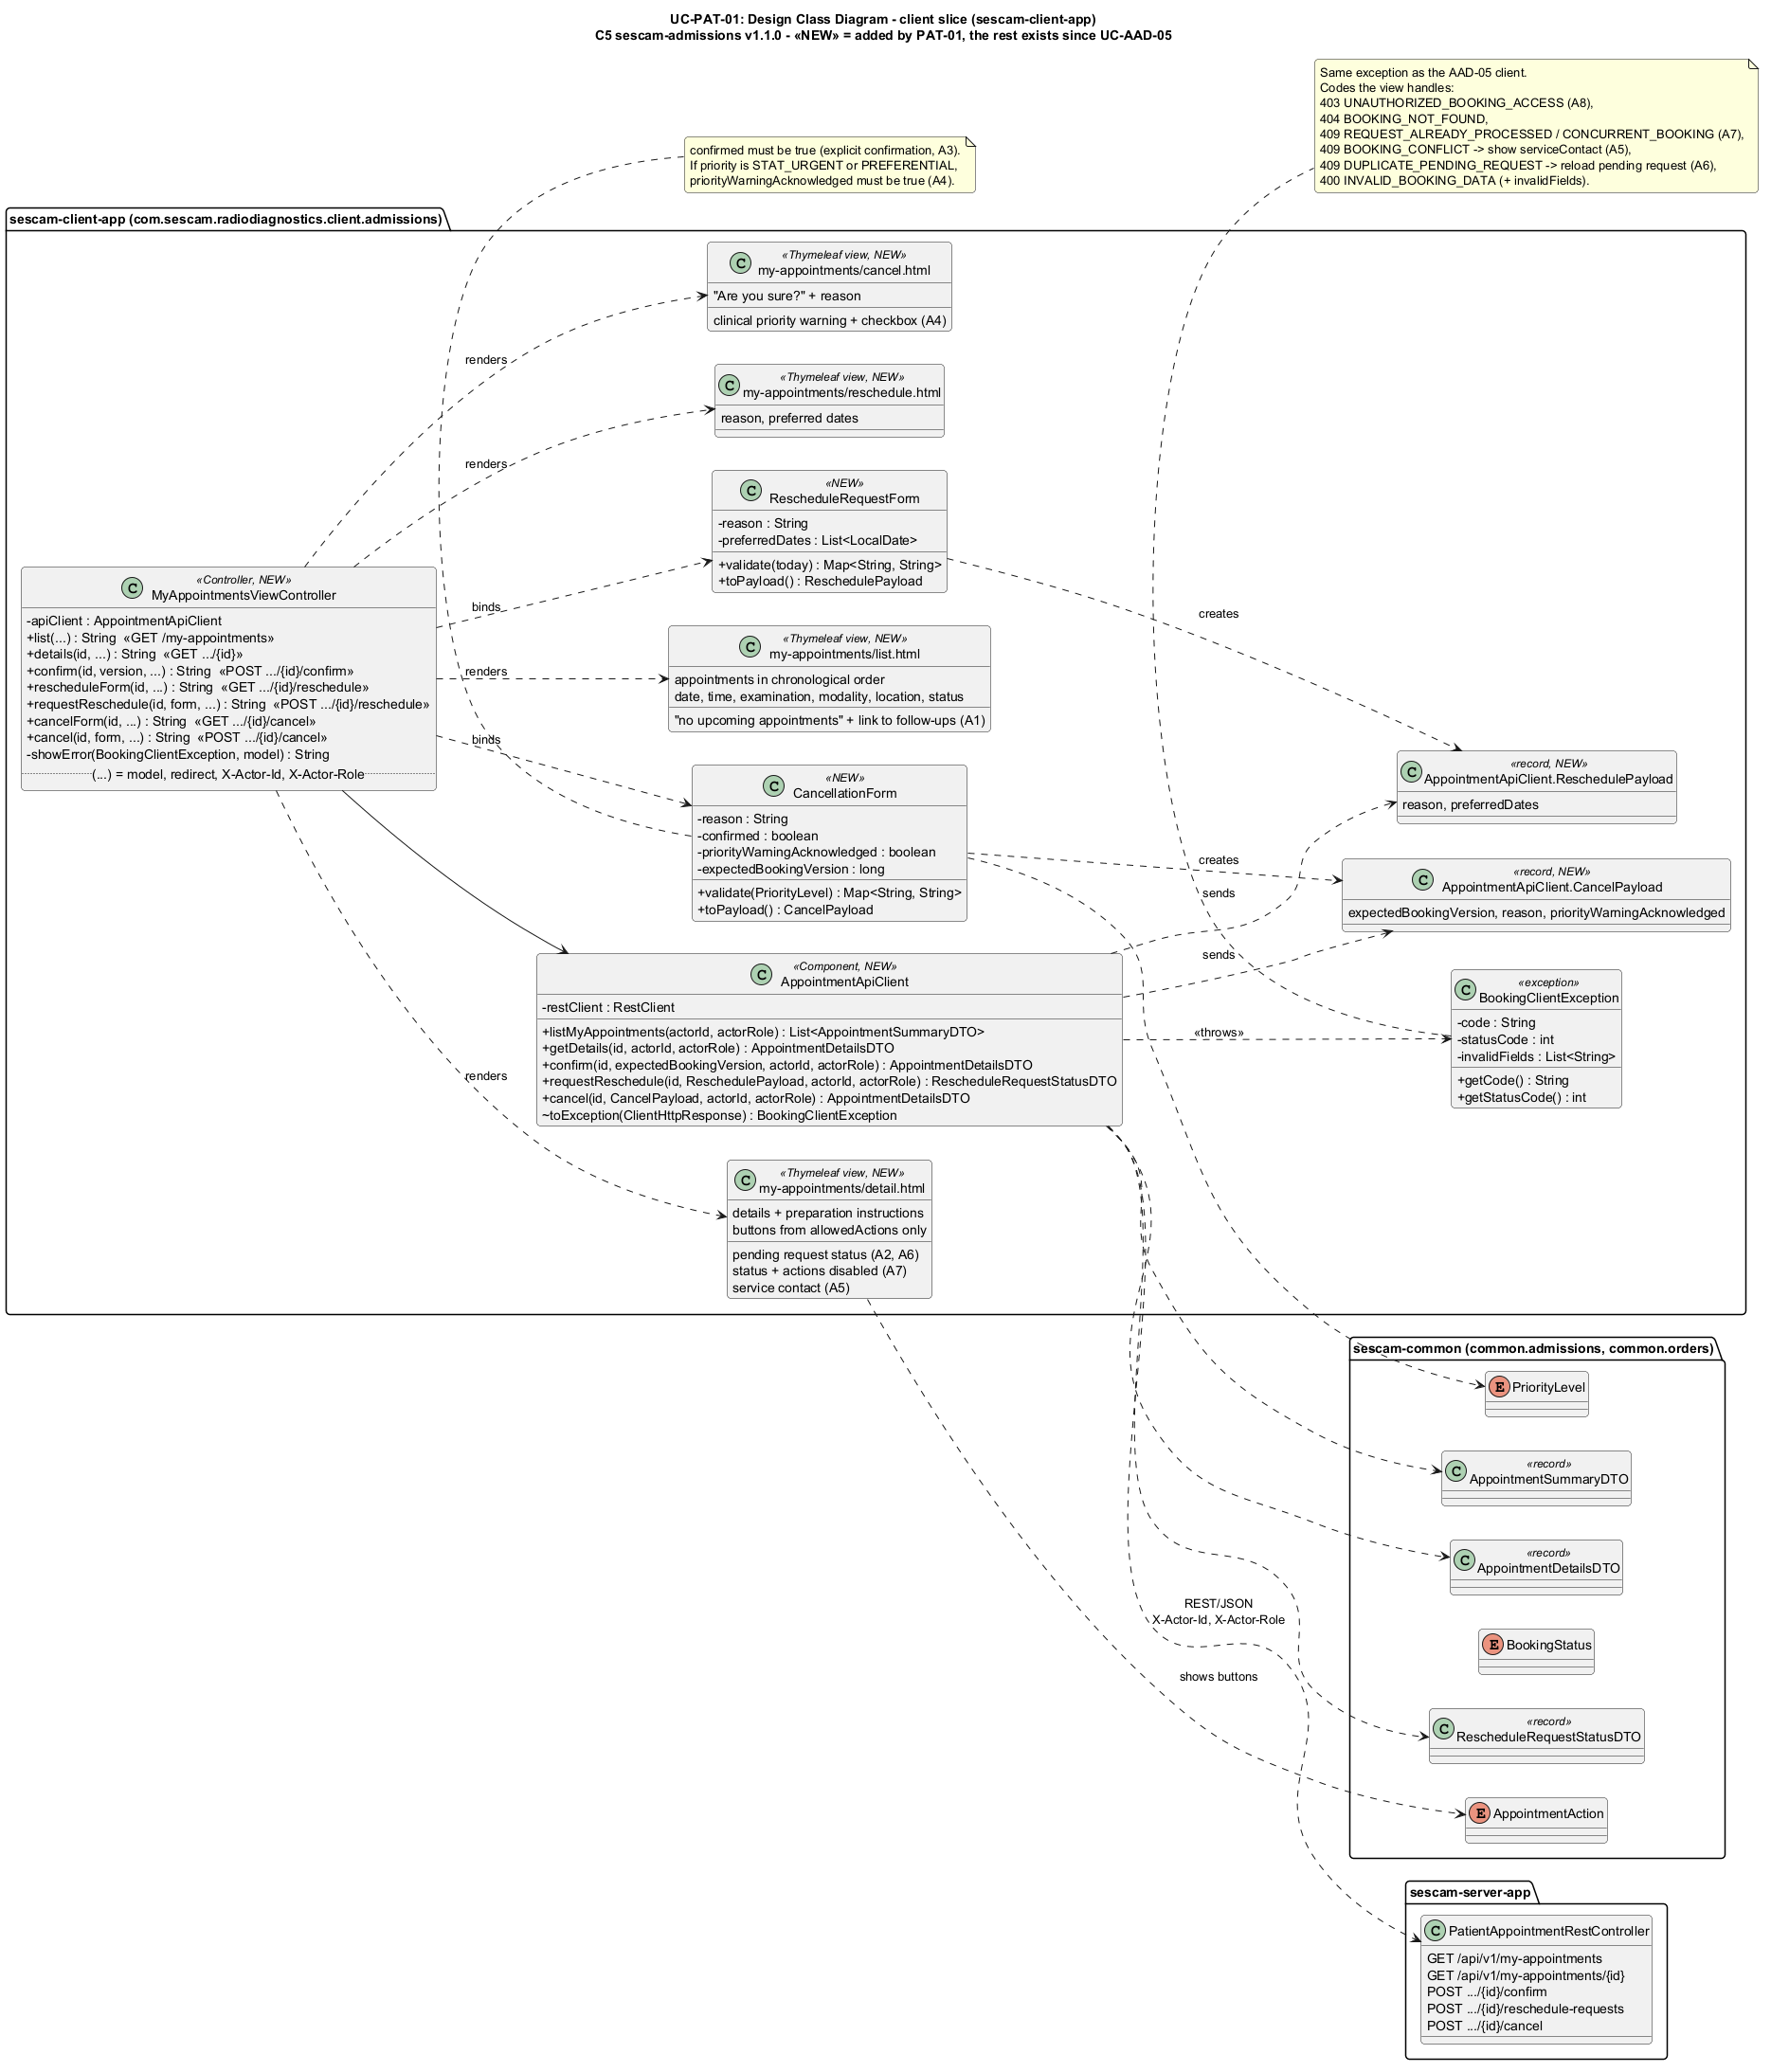 UC-PAT-01: Design Class Diagram - client slice (sescam-client-app)
C5 sescam-admissions v1.1.0 - «NEW» = added by PAT-01, the rest exists since UC-AAD-05
Same exception as the AAD-05 client.
Codes the view handles:
403 UNAUTHORIZED_BOOKING_ACCESS (A8),
404 BOOKING_NOT_FOUND,
409 REQUEST_ALREADY_PROCESSED / CONCURRENT_BOOKING (A7),
409 BOOKING_CONFLICT -> show serviceContact (A5),
409 DUPLICATE_PENDING_REQUEST -> reload pending request (A6),
400 INVALID_BOOKING_DATA (+ invalidFields).
confirmed must be true (explicit confirmation, A3).
If priority is STAT_URGENT or PREFERENTIAL,
priorityWarningAcknowledged must be true (A4).
sescam-client-app (com.sescam.radiodiagnostics.client.admissions)
«Thymeleaf view, NEW»
C my-appointments/cancel.html
"Are you sure?" + reason
clinical priority warning + checkbox (A4)
renders
«Thymeleaf view, NEW»
C my-appointments/reschedule.html
reason, preferred dates
renders
«NEW»
C RescheduleRequestForm
-reason : String
-preferredDates : List<LocalDate>
+validate(today) : Map<String, String>
+toPayload() : ReschedulePayload
«Controller, NEW»
C MyAppointmentsViewController
-apiClient : AppointmentApiClient
+list(...) : String «GET /my-appointments»
+details(id, ...) : String «GET .../{id}»
+confirm(id, version, ...) : String «POST .../{id}/confirm»
+rescheduleForm(id, ...) : String «GET .../{id}/reschedule»
+requestReschedule(id, form, ...) : String «POST .../{id}/reschedule»
+cancelForm(id, ...) : String «GET .../{id}/cancel»
+cancel(id, form, ...) : String «POST .../{id}/cancel»
-showError(BookingClientException, model) : String
(...) = model, redirect, X-Actor-Id, X-Actor-Role
binds
creates
«Thymeleaf view, NEW»
C my-appointments/list.html
appointments in chronological order
date, time, examination, modality, location, status
"no upcoming appointments" + link to follow-ups (A1)
renders
binds
«NEW»
C CancellationForm
-reason : String
-confirmed : boolean
-priorityWarningAcknowledged : boolean
-expectedBookingVersion : long
+validate(PriorityLevel) : Map<String, String>
+toPayload() : CancelPayload
«record, NEW»
C AppointmentApiClient.ReschedulePayload
reason, preferredDates
creates
«record, NEW»
C AppointmentApiClient.CancelPayload
expectedBookingVersion, reason, priorityWarningAcknowledged
sends
sends
«Component, NEW»
C AppointmentApiClient
-restClient : RestClient
+listMyAppointments(actorId, actorRole) : List<AppointmentSummaryDTO>
+getDetails(id, actorId, actorRole) : AppointmentDetailsDTO
+confirm(id, expectedBookingVersion, actorId, actorRole) : AppointmentDetailsDTO
+requestReschedule(id, ReschedulePayload, actorId, actorRole) : RescheduleRequestStatusDTO
+cancel(id, CancelPayload, actorId, actorRole) : AppointmentDetailsDTO
~toException(ClientHttpResponse) : BookingClientException
«throws»
«exception»
C BookingClientException
-code : String
-statusCode : int
-invalidFields : List<String>
+getCode() : String
+getStatusCode() : int
renders
«Thymeleaf view, NEW»
C my-appointments/detail.html
details + preparation instructions
buttons from allowedActions only
pending request status (A2, A6)
status + actions disabled (A7)
service contact (A5)
sescam-common (common.admissions, common.orders)
E PriorityLevel
«record»
C AppointmentSummaryDTO
«record»
C AppointmentDetailsDTO
REST/JSON
X-Actor-Id, X-Actor-Role
E BookingStatus
shows buttons
«record»
C RescheduleRequestStatusDTO
E AppointmentAction
sescam-server-app
C PatientAppointmentRestController
GET /api/v1/my-appointments
GET /api/v1/my-appointments/{id}
POST .../{id}/confirm
POST .../{id}/reschedule-requests
POST .../{id}/cancel